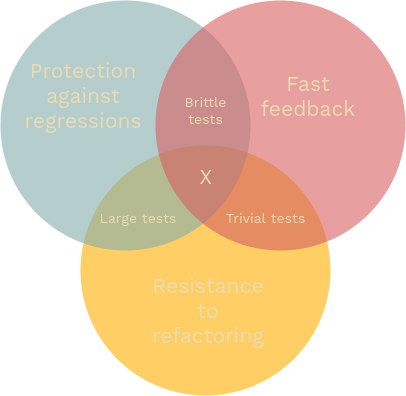 Protection
against
regressions
Fast
feedback
Brittle
tests
X
Large tests
Trivial tests
Resistance
to
refactoring